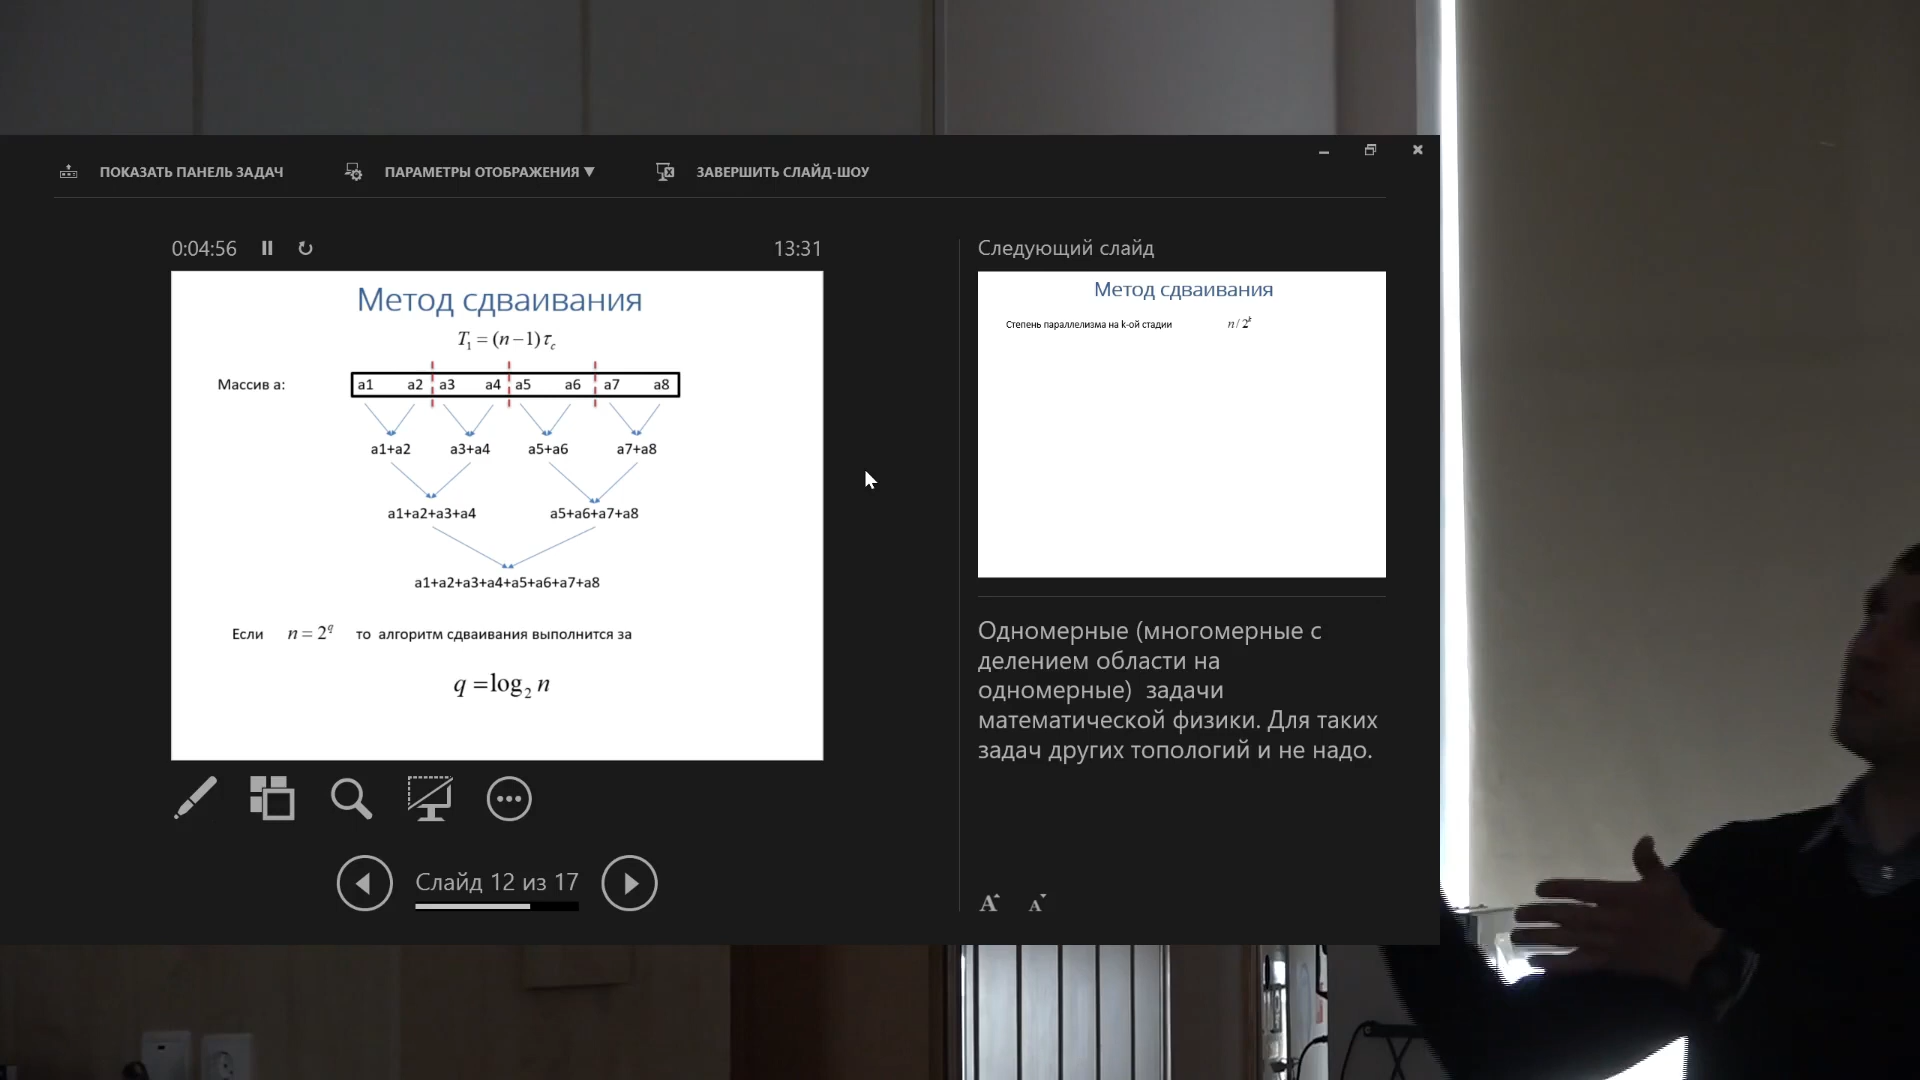 ПОКАЗАТЬ ПАНЕЛЬ ЗАДАЧ ПАРАМЕТРЫ ОТОБРАЖЕНИЯ ▼ ЗАВЕРШИТЬ СЛАЙД-ШОУ
0:04:56 13:31
Метод сдваивания
T₁ = (n−1)τ_c
Массив а: a1 a2 a3 a4 a5 a6 a7 a8
a1+a2 a3+a4 a5+a6 a7+a8
a1+a2+a3+a4 a5+a6+a7+a8
a1+a2+a3+a4+a5+a6+a7+a8
Если n = 2^q то алгоритм сдваивания выполнится за
q =log₂ n
Слайд 12 из 17
Следующий слайд
Метод сдваивания
Степень параллелизма на k-ой стадии n/2^k
Одномерные (многомерные с
делением области на
одномерные) задачи
математической физики. Для таких
задач других топологий и не надо.
A A